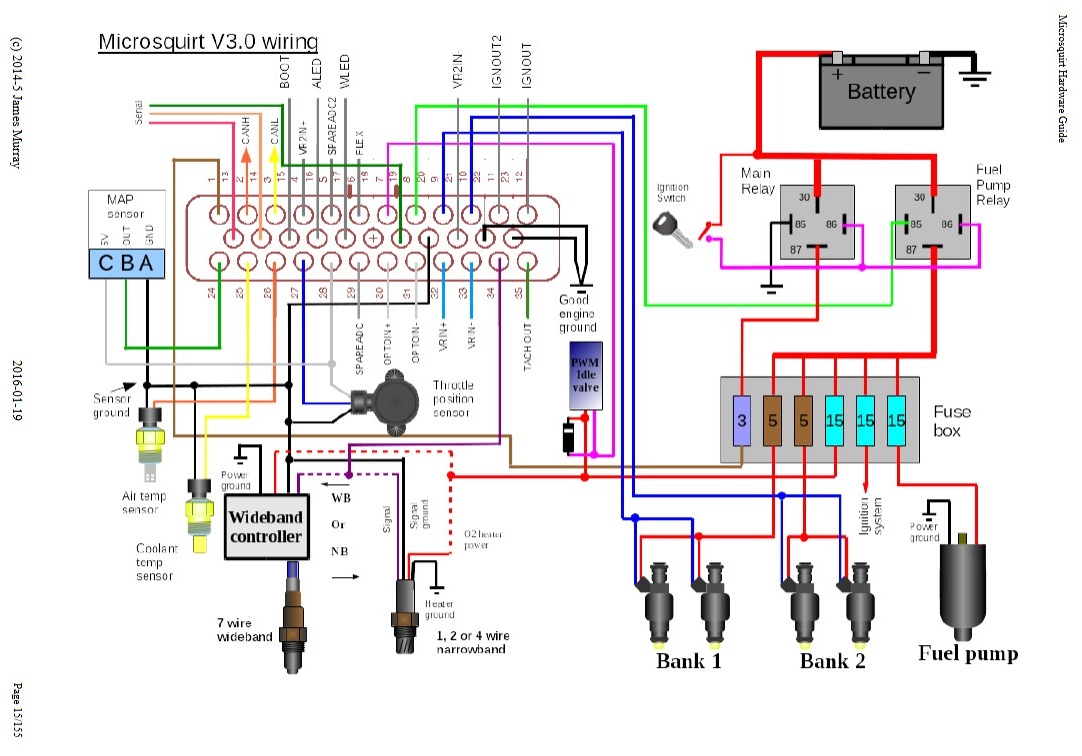 Microsquirt Hardware Guide
Microsquirt V3.0 wiring
BOOT
ALED
WLED
VR2IN-
IGNOUT2
IGNOUT
Serial
CANH
CANL
VR2IN+
SPAREADC2
FLEX
1
13
2
14
3
15
4
16
5
17
6
18
7
19
8
20
9
21
10
22
11
23
12
24
25
26
27
28
29
30
31
32
33
34
35
SPAREADC
OPTOIN+
OPTOIN-
VRIN+
VRIN-
TACHOUT
MAP
sensor
5V
OUT
GND
C B A
Battery
+
−
Ignition
Switch
Main
Relay
30
85
86
87
Fuel
Pump
Relay
30
85
86
87
Good
engine
ground
PWM
Idle
valve
Sensor
ground
Throttle
position
sensor
3
5
5
15
15
15
Fuse
box
Air temp
sensor
Coolant
temp
sensor
Power
ground
Wideband
controller
WB
Or
NB
Signal
Signal
ground
O2 heater
power
Heater
ground
7 wire
wideband
1, 2 or 4 wire
narrowband
Ignition
system
Power
ground
Bank 1
Bank 2
Fuel pump
(c) 2014-5 James Murray
2016-01-19
Page 15/155